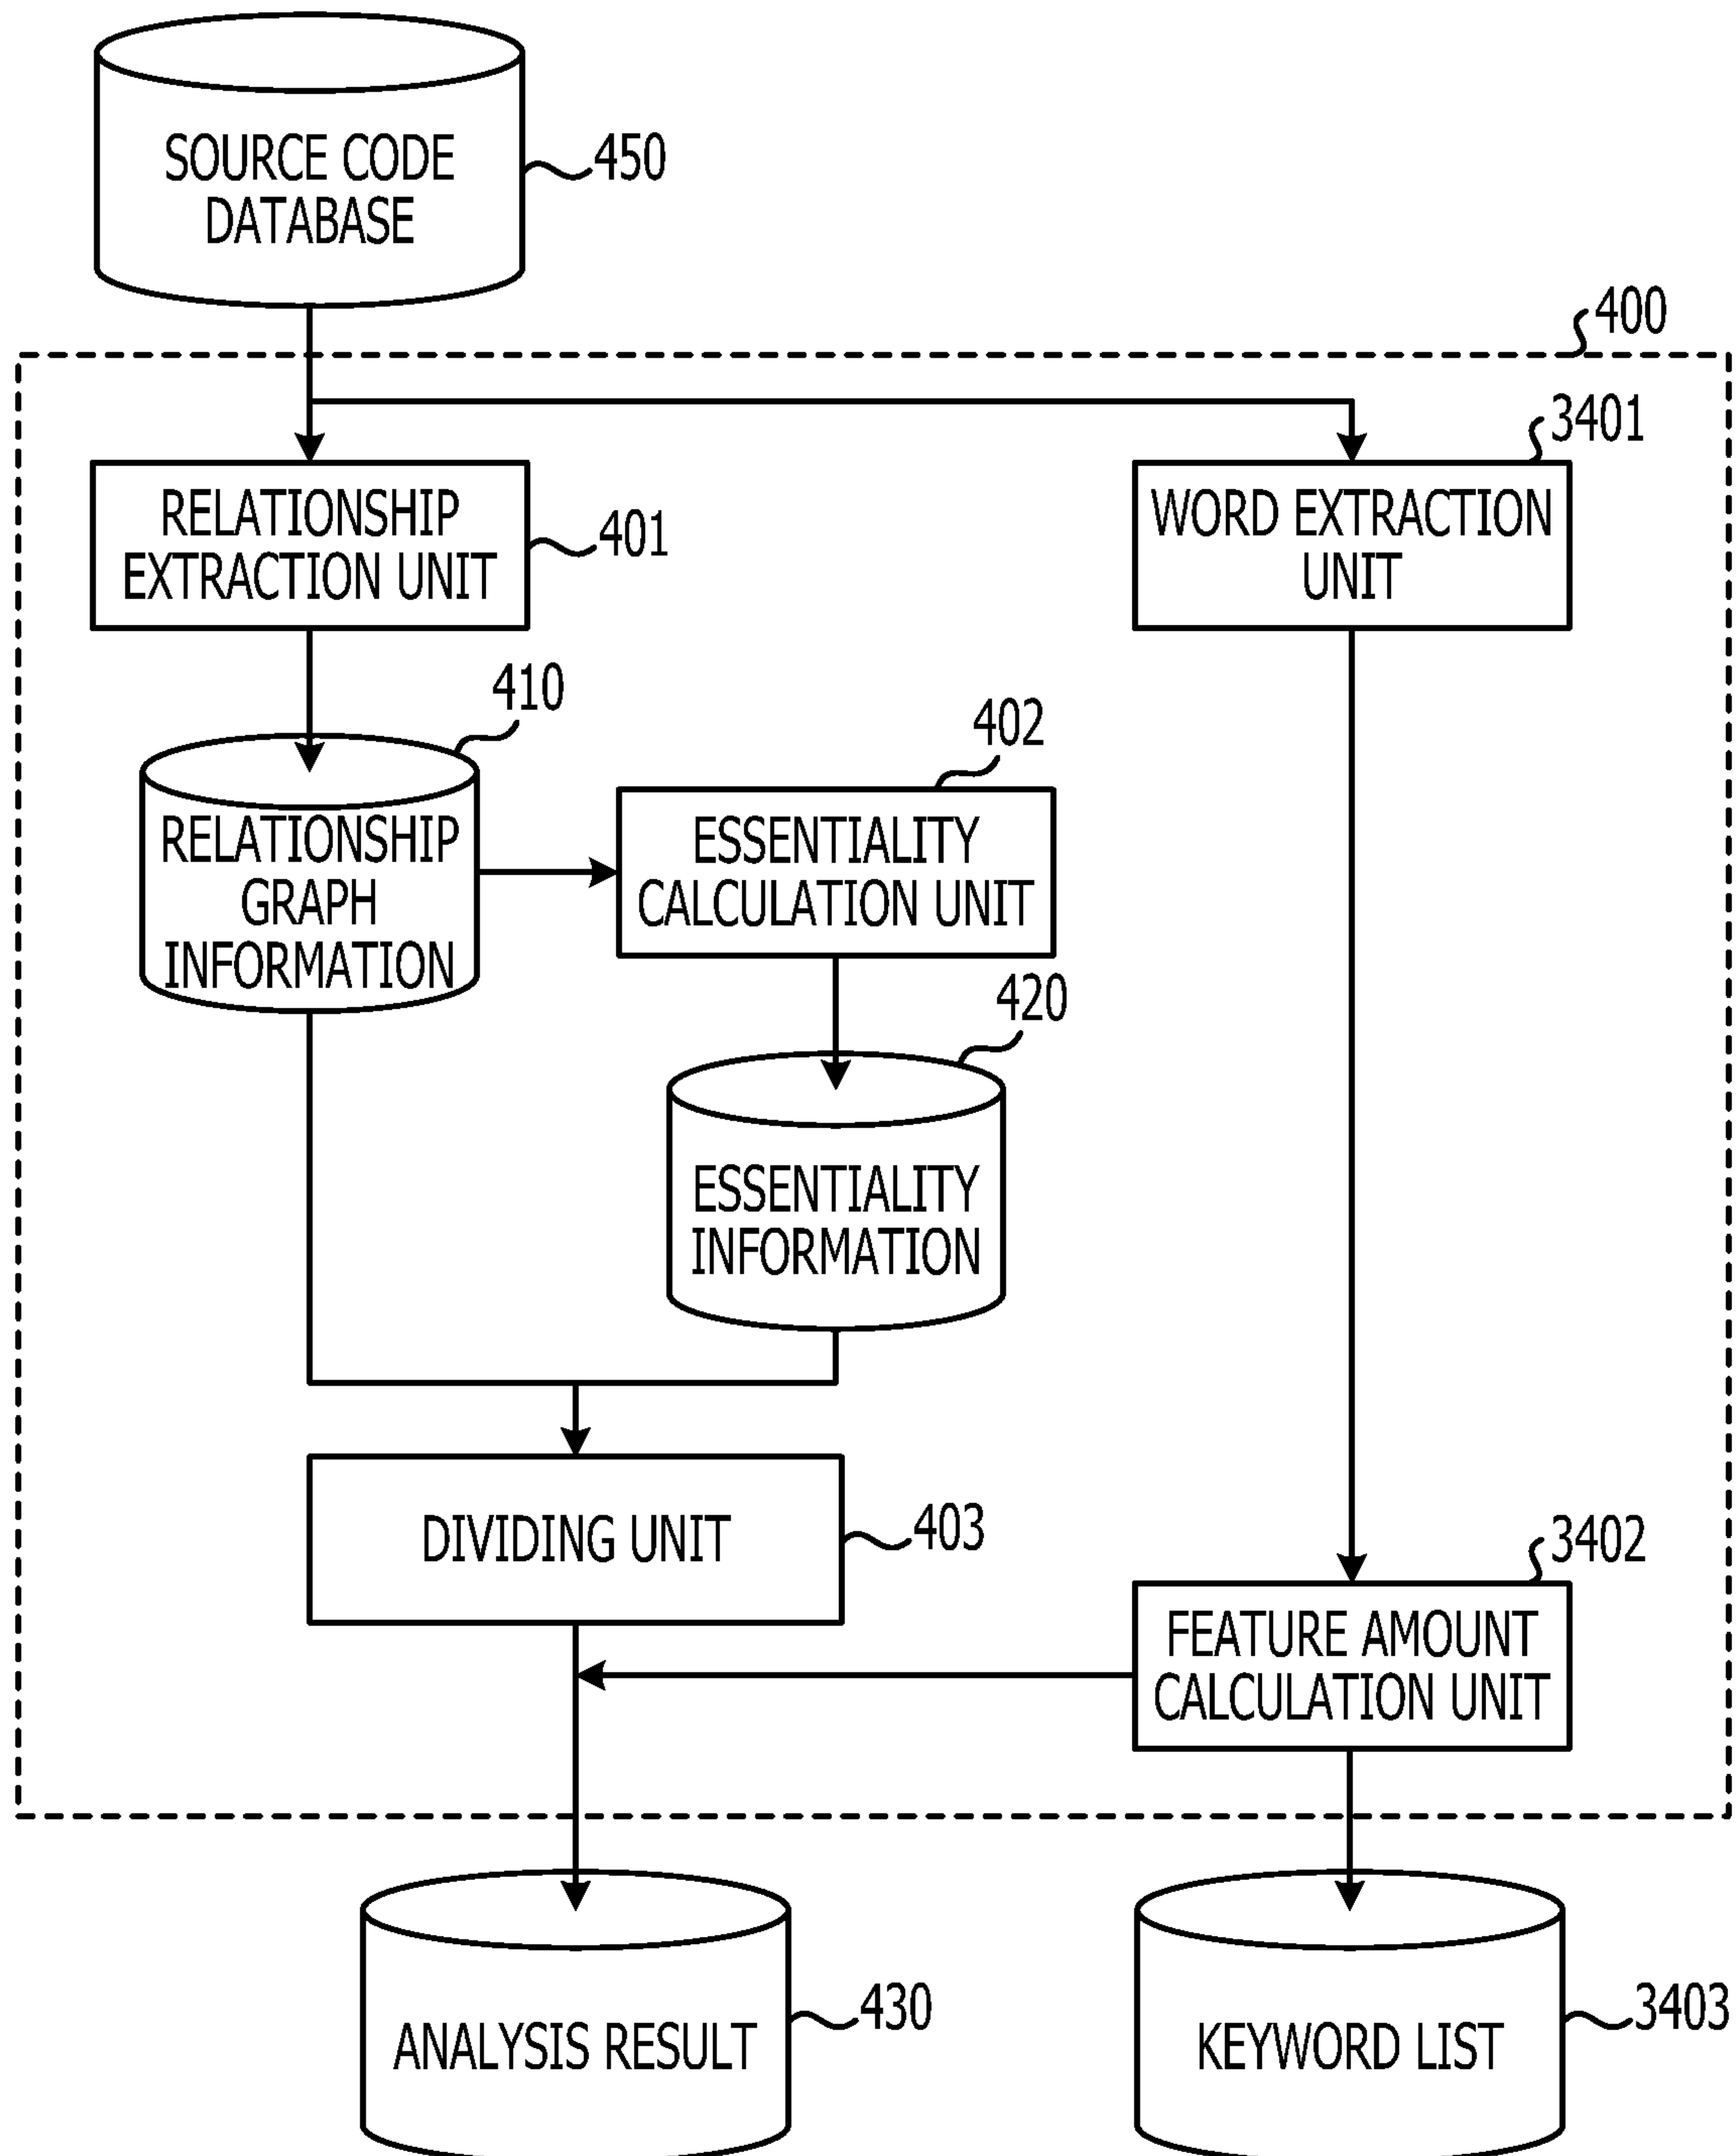 SOURCE CODE
DATABASE
450
400
3401
RELATIONSHIP
EXTRACTION UNIT
401
WORD EXTRACTION
UNIT
410
402
RELATIONSHIP
GRAPH
INFORMATION
ESSENTIALITY
CALCULATION UNIT
420
ESSENTIALITY
INFORMATION
DIVIDING UNIT
403
3402
FEATURE AMOUNT
CALCULATION UNIT
ANALYSIS RESULT
430
KEYWORD LIST
3403